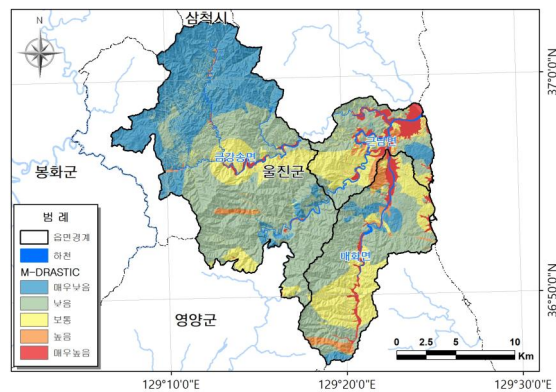 삼척시
N
37°0'0"N
금강송면
근남면
봉화군
울진군
매화면
범 례
읍면경계
하천
M-DRASTIC
매우낮음
낮음
보통
높음
매우높음
영양군
36°50'0"N
0 2.5 5 10
Km
129°10'0"E 129°20'0"E 129°30'0"E